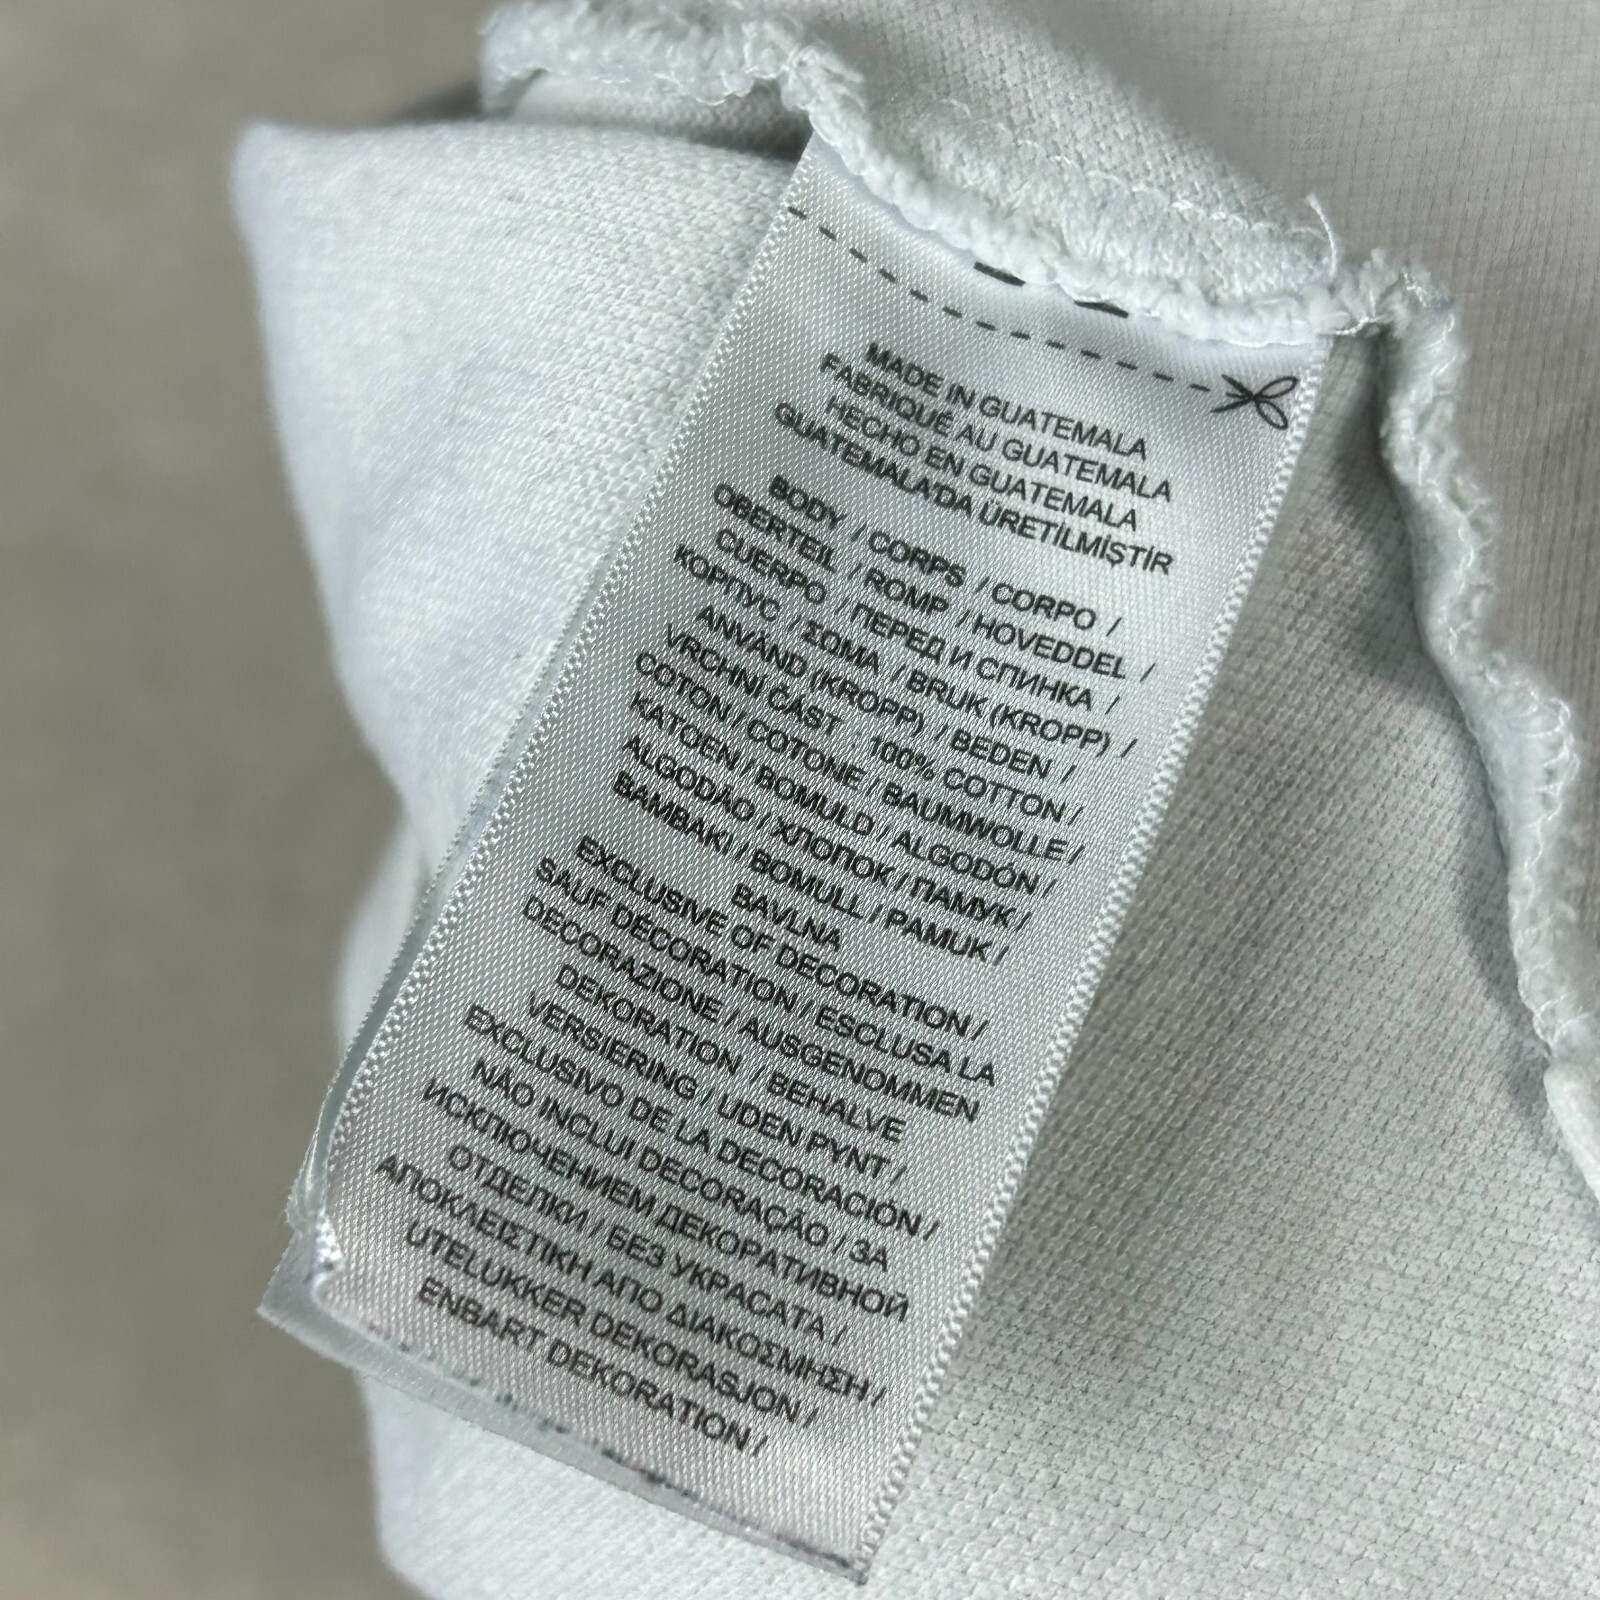 MADE IN GUATEMALA
FABRIQUÉ AU GUATEMALA
HECHO EN GUATEMALA
GUATEMALA'DA ÜRETİLMİŞTİR
BODY / CORPS / CORPO /
OBERTEIL / ROMP / HOVEDDEL /
CUERPO / ПЕРЕД И СПИНКА /
КОРПУС / ΣΩΜΑ / BRUK (KROPP) /
ANVAND (KROPP) / BEDEN /
VRCHNÍ ČÁST : 100% COTTON /
COTON / COTONE / BAUMWOLLE /
KATOEN / BOMULD / ALGODÓN /
ALGODÃO / ХЛОПОК / ПАМУК /
ΒΑΜΒΑΚΙ / BOMULL / PAMUK /
BAVLNA
EXCLUSIVE OF DECORATION /
SAUF DECORATION / ESCLUSA LA
DECORAZIONE / AUSGENOMMEN
DEKORATION / BEHALVE
VERSIERING / UDEN PYNT /
EXCLUSIVO DE LA DECORACIÓN /
NÃO INCLUI DECORAÇÃO / ЗА
ИСКЛЮЧЕНИЕМ ДЕКОРАТИВНОЙ
ОТДЕЛКИ / БЕЗ УКРАСАТА /
ΑΠΟΚΛΕΙΣΤΙΚΗ ΑΠΟ ΔΙΑΚΟΣΜΗΣΗ /
UTELUKKER DEKORASJON /
ENBART DEKORATION /